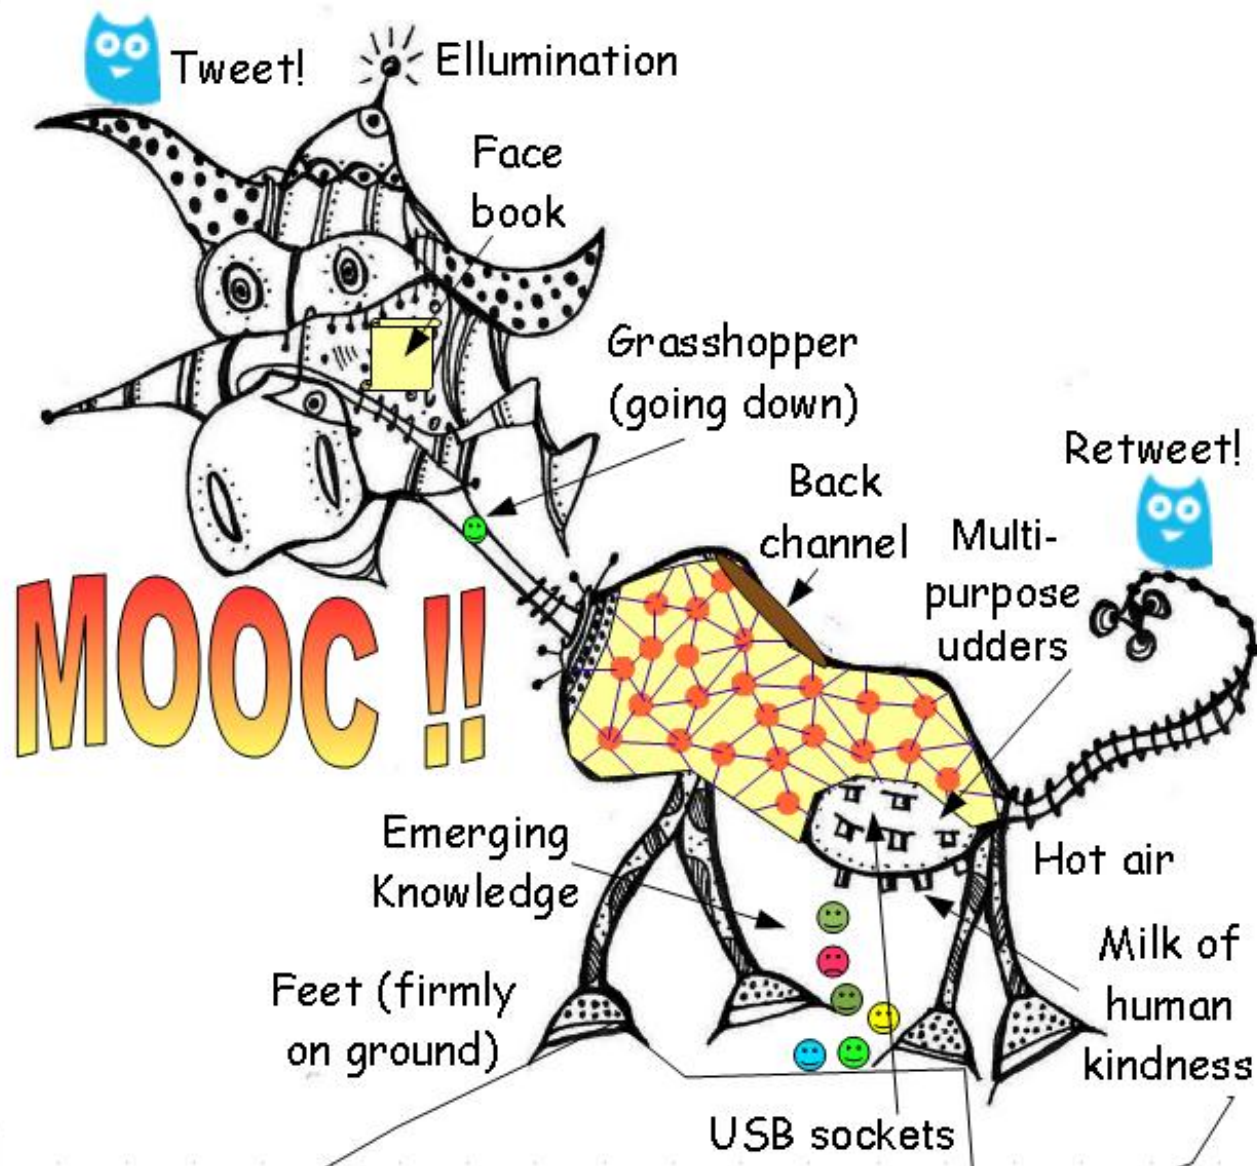 Tweet!
Ellumination
Face
book
Grasshopper
(going down)
Retweet!
Back
channel
Multi-
purpose
udders
MOOC !!
Emerging
Knowledge
Hot air
Milk of
human
kindness
Feet (firmly
on ground)
USB sockets